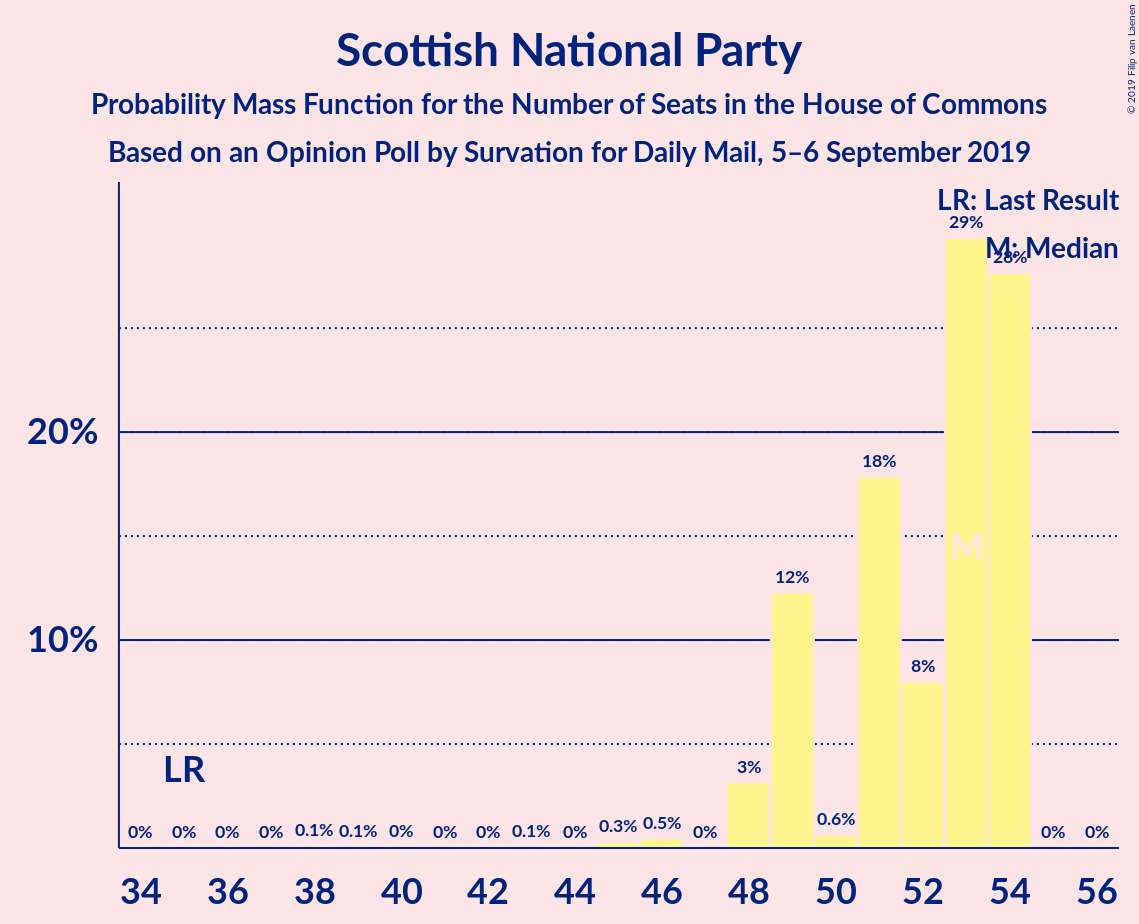 Scottish National Party
Probability Mass Function for the Number of Seats in the House of Commons
Based on an Opinion Poll by Survation for Daily Mail, 5–6 September 2019
© 2019 Filip van Laenen
LR: Last Result
M: Median
29%
28%
20%
18%
M
12%
10%
8%
LR
3%
0% 0% 0% 0% 0.1% 0.1% 0% 0% 0% 0.1% 0% 0.3% 0.5% 0% 0.6% 0% 0%
34 36 38 40 42 44 46 48 50 52 54 56